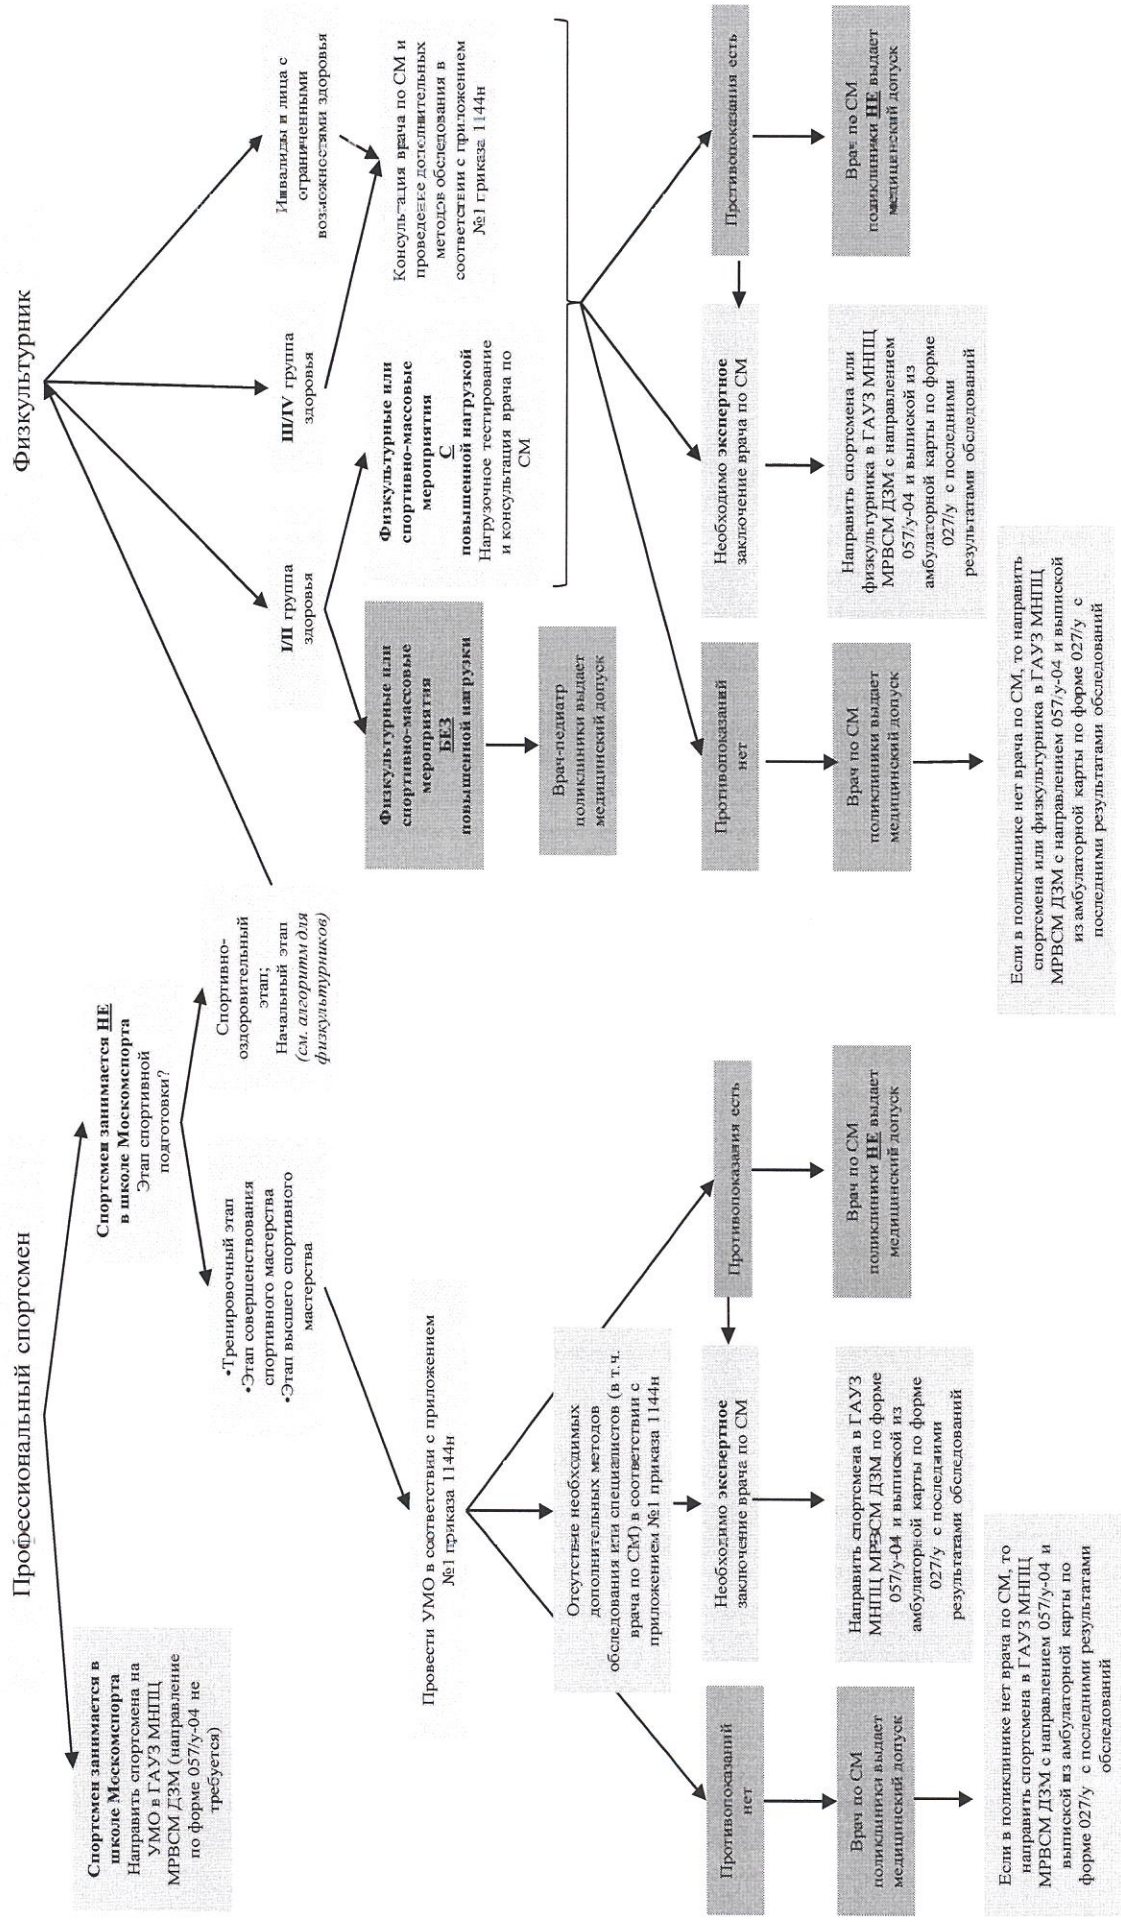 Профессиональный спортсмен
Спортсмен занимается в
школе Москомспорта
Направить спортсмена на
УМО в ГАУЗ МНПЦ
МРВСМ ДЗМ (направление
по форме 057/у-04 не
требуется)
Спортсмен занимается НЕ
в школе Москомспорта
Этап спортивной
подготовки?
•Тренировочный этап
•Этап совершенствования
спортивного мастерства
•Этап высшего спортивного
мастерства
Спортивно-
оздоровительный
этап;
Начальный этап
(см. алгоритм для
физкультурников)
Провести УМО в соответствии с приложением
№1 приказа 1144н
Отсутствие необходимых
дополнительных методов
обследования или специалистов (в т.ч.
врача по СМ) в соответствии с
приложением №1 приказа 1144н
Противопоказаний
нет
Необходимо экспертное
заключение врача по СМ
Противопоказания есть
Врач по СМ
поликлиники выдает
медицинский допуск
Направить спортсмена в ГАУЗ
МНПЦ МРВСМ ДЗМ по форме
057/у-04 и выпиской из
амбулаторной карты по форме
027/у с последними
результатами обследований
Врач по СМ
поликлиники НЕ выдает
медицинский допуск
Если в поликлинике нет врача по СМ, то
направить спортсмена в ГАУЗ МНПЦ
МРВСМ ДЗМ с направлением 057/у-04 и
выпиской из амбулаторной карты по
форме 027/у с последними результатами
обследований
Физкультурник
I/II группа
здоровья
III/IV группа
здоровья
Инвалиды и лица с
ограниченными
возможностями здоровья
Физкультурные или
спортивно-массовые
мероприятия
БЕЗ
повышенной нагрузки
Физкультурные или
спортивно-массовые
мероприятия
С
повышенной нагрузкой
Нагрузочное тестирование
и консультация врача по
СМ
Консультация врача по СМ и
проведение дополнительных
методов обследования в
соответствии с приложением
№1 приказа 1144н
Врач-педиатр
поликлиники выдает
медицинский допуск
Противопоказаний
нет
Необходимо экспертное
заключение врача по СМ
Противопоказания есть
Врач по СМ
поликлиники выдает
медицинский допуск
Направить спортсмена или
физкультурника в ГАУЗ МНПЦ
МРВСМ ДЗМ с направлением
057/у-04 и выпиской из
амбулаторной карты по форме
027/у с последними
результатами обследований
Врач по СМ
поликлиники НЕ выдает
медицинский допуск
Если в поликлинике нет врача по СМ, то направить
спортсмена или физкультурника в ГАУЗ МНПЦ
МРВСМ ДЗМ с направлением 057/у-04 и выпиской
из амбулаторной карты по форме 027/у с
последними результатами обследований